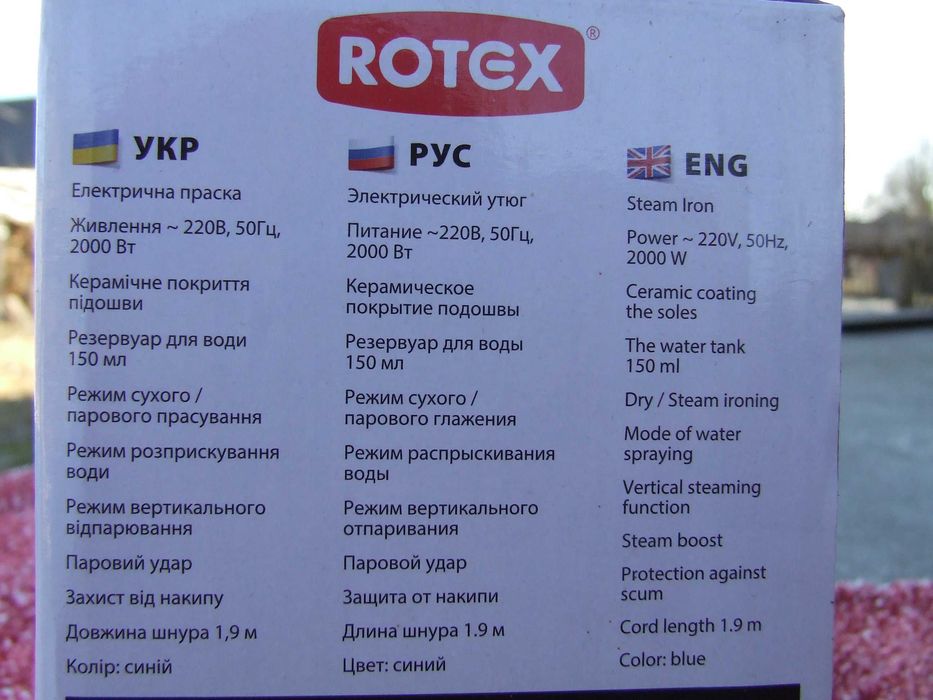 ROTEX®
УКР
Електрична праска
Живлення ~ 220В, 50Гц,
2000 Вт
Керамічне покриття
підошви
Резервуар для води
150 мл
Режим сухого /
парового прасування
Режим розприскування
води
Режим вертикального
відпарювання
Паровий удар
Захист від накипу
Довжина шнура 1,9 м
Колір: синій
РУС
Электрический утюг
Питание ~220В, 50Гц,
2000 Вт
Керамическое
покрытие подошвы
Резервуар для воды
150 мл
Режим сухого /
парового глажения
Режим распрыскивания
воды
Режим вертикального
отпаривания
Паровой удар
Защита от накипи
Длина шнура 1.9 м
Цвет: синий
ENG
Steam Iron
Power ~ 220V, 50Hz,
2000 W
Ceramic coating
the soles
The water tank
150 ml
Dry / Steam ironing
Mode of water
spraying
Vertical steaming
function
Steam boost
Protection against
scum
Cord length 1.9 m
Color: blue